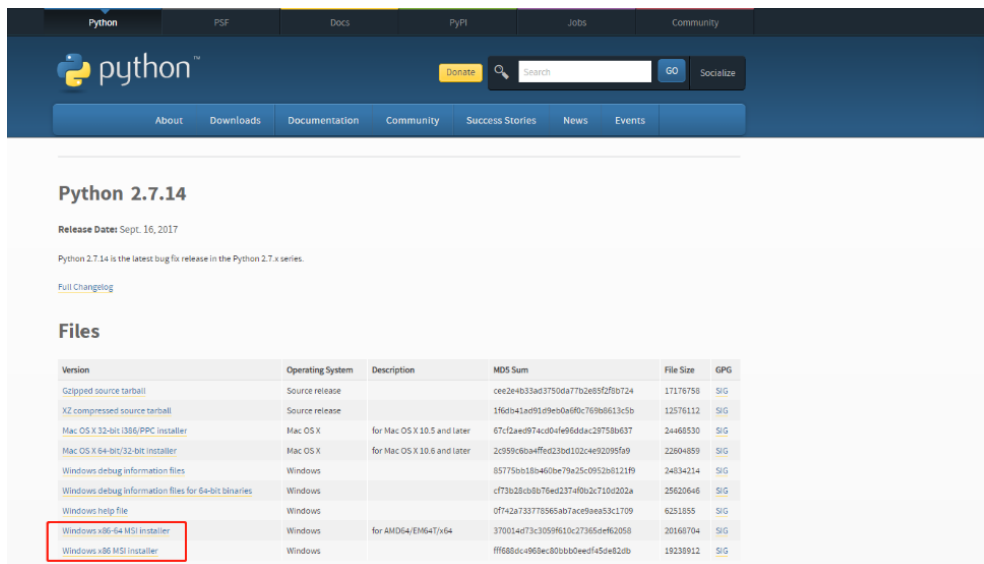 Python PSF Docs PyPI Jobs Community
python™ Donate Search GO Socialize
About Downloads Documentation Community Success Stories News Events
Python 2.7.14
Release Date: Sept. 16, 2017
Python 2.7.14 is the latest bug fix release in the Python 2.7.x series.
Full Changelog
Files
Version Operating System Description MD5 Sum File Size GPG
Gzipped source tarball Source release cee2e4b33ad3750da77b2e85f2f8b724 17176758 SIG
XZ compressed source tarball Source release 1f6db41ad91d9eb0a6f0c769b8613c5b 12576112 SIG
Mac OS X 32-bit i386/PPC installer Mac OS X for Mac OS X 10.5 and later 67cf2aed974cd04fe96ddac29758b637 24468530 SIG
Mac OS X 64-bit/32-bit installer Mac OS X for Mac OS X 10.6 and later 2c959c6ba4ffed23bd102c4e92095fa9 22604859 SIG
Windows debug information files Windows 85775bb18b460be79a25c0952b8121f9 24834214 SIG
Windows debug information files for 64-bit binaries Windows cf73b28cb8b76ed2374f0b2c710d202a 25620646 SIG
Windows help file Windows 0f742a733778565ab7ace9aea53c1709 6251855 SIG
Windows x86-64 MSI installer Windows for AMD64/EM64T/x64 370014d73c3059f610c27365def62058 20168704 SIG
Windows x86 MSI installer Windows fff688dc4968ec80bbb0eedf45de82db 19238912 SIG